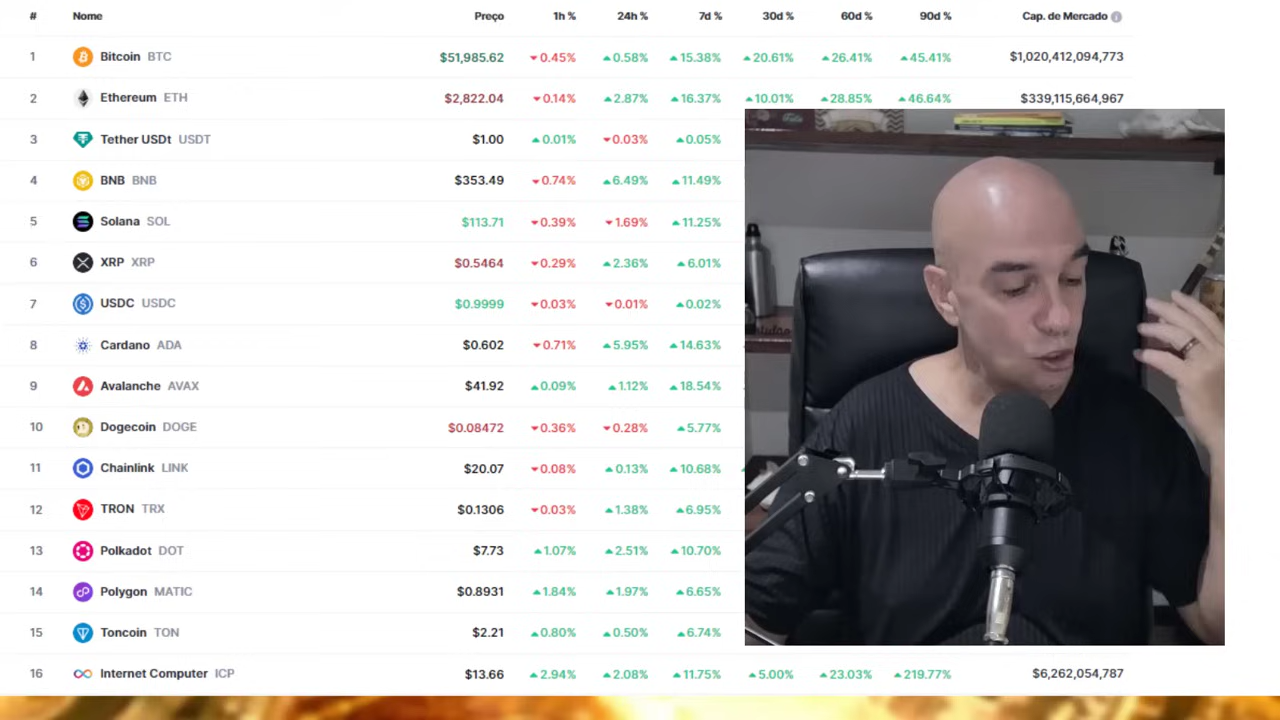 # Nome Preço 1h % 24h % 7d % 30d % 60d % 90d % Cap. de Mercado
1 Bitcoin BTC $51,985.62 0.45% 0.58% 15.38% 20.61% 26.41% 45.41% $1,020,412,094,773
2 Ethereum ETH $2,822.04 0.14% 2.87% 16.37% 10.01% 28.85% 46.64% $339,115,664,967
3 Tether USDt USDT $1.00 0.01% 0.03% 0.05%
4 BNB BNB $353.49 0.74% 6.49% 11.49%
5 Solana SOL $113.71 0.39% 1.69% 11.25%
6 XRP XRP $0.5464 0.29% 2.36% 6.01%
7 USDC USDC $0.9999 0.03% 0.01% 0.02%
8 Cardano ADA $0.602 0.71% 5.95% 14.63%
9 Avalanche AVAX $41.92 0.09% 1.12% 18.54%
10 Dogecoin DOGE $0.08472 0.36% 0.28% 5.77%
11 Chainlink LINK $20.07 0.08% 0.13% 10.68%
12 TRON TRX $0.1306 0.03% 1.38% 6.95%
13 Polkadot DOT $7.73 1.07% 2.51% 10.70%
14 Polygon MATIC $0.8931 1.84% 1.97% 6.65%
15 Toncoin TON $2.21 0.80% 0.50% 6.74%
16 Internet Computer ICP $13.66 2.94% 2.08% 11.75% 5.00% 23.03% 219.77% $6,262,054,787